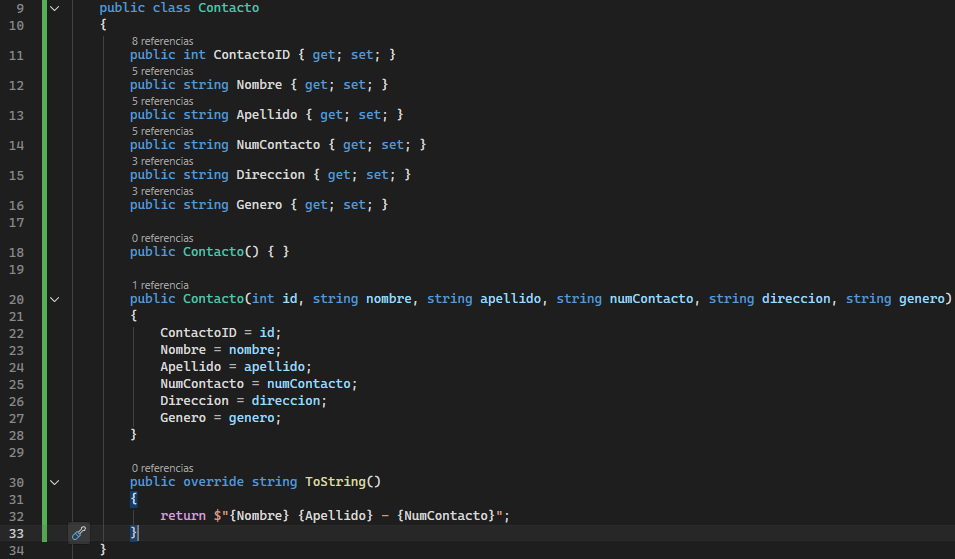 9 public class Contacto
10 {
8 referencias
11 public int ContactoID { get; set; }
5 referencias
12 public string Nombre { get; set; }
5 referencias
13 public string Apellido { get; set; }
5 referencias
14 public string NumContacto { get; set; }
3 referencias
15 public string Direccion { get; set; }
3 referencias
16 public string Genero { get; set; }
17
0 referencias
18 public Contacto() { }
19
1 referencia
20 public Contacto(int id, string nombre, string apellido, string numContacto, string direccion, string genero)
21 {
22 ContactoID = id;
23 Nombre = nombre;
24 Apellido = apellido;
25 NumContacto = numContacto;
26 Direccion = direccion;
27 Genero = genero;
28 }
29
0 referencias
30 public override string ToString()
31 {
32 return $"{Nombre} {Apellido} - {NumContacto}";
33 }
34 }